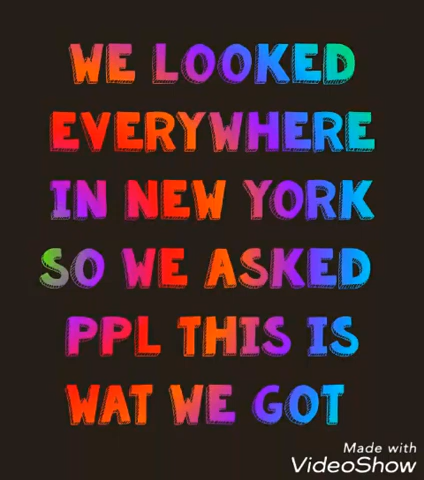 WE LOOKED
EVERYWHERE
IN NEW YORK
SO WE ASKED
PPL THIS IS
WAT WE GOT
Made with
VideoShow